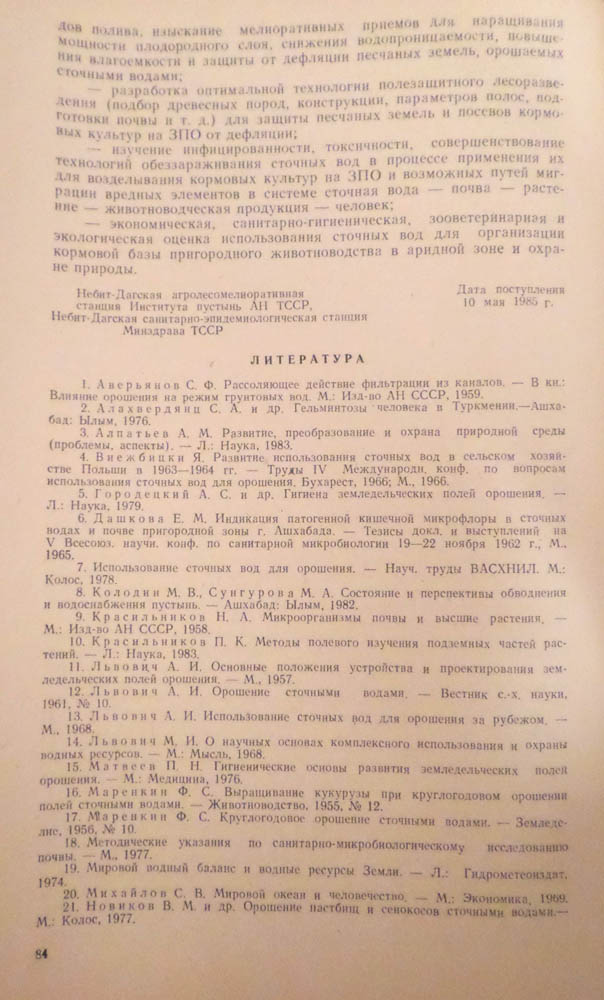 дов полива, изыскание мелиоративных приемов для наращивания
мощности плодородного слоя, снижения водопроницаемости, повыше-
ния влагоемкости и защиты от дефляции песчаных земель, орошаемых
сточными водами;
— разработка оптимальной технологии полезащитного лесоразве-
дения (подбор древесных пород, конструкции, параметров полос, под-
готовки почвы и т. д.) для защиты песчаных земель и посевов кормо-
вых культур на ЗПО от дефляции;
— изучение инфицированности, токсичности, совершенствование
технологий обеззараживания сточных вод в процессе применения их
для возделывания кормовых культур на ЗПО и возможных путей миг-
рации вредных элементов в системе сточная вода — почва — расте-
ние — животноводческая продукция — человек;
— экономическая, санитарно-гигиеническая, зооветеринарная и
экологическая оценка использования сточных вод для организации
кормовой базы пригородного животноводства в аридной зоне и охра-
не природы.
Небит-Дагская агролесомелиоративная
станция Института пустынь АН ТССР,
Небит-Дагская санитарно-эпидемиологическая станция
Минздрава ТССР
Дата поступления
10 мая 1985 г.
ЛИТЕРАТУРА
1. Аверьянов С. Ф. Рассоляющее действие фильтрации из каналов. — В кн.:
Влияние орошения на режим грунтовых вод. М.: Изд-во АН СССР, 1959.
2. Алахвердянц С. А. и др. Гельминтозы человека в Туркмении.—Ашха-
бад: Ылым, 1976.
3. Алпатьев А. М. Развитие, преобразование и охрана природной среды
(проблемы, аспекты). — Л.: Наука, 1983.
4. Виежбицки Я. Развитие использования сточных вод в сельском хозяй-
стве Польши в 1963—1964 гг. — Труды IV Международн. конф. по вопросам
использования сточных вод для орошения. Бухарест, 1966; М., 1966.
5. Городецкий А. С. и др. Гигиена земледельческих полей орошения. —
Л.: Наука, 1979.
6. Дашкова Е. М. Индикация патогенной кишечной микрофлоры в сточных
водах и почве пригородной зоны г. Ашхабада. — Тезисы докл. и выступлений на
V Всесоюз. научн. конф. по санитарной микробиологии 19—22 ноября 1962 г., М.,
1965.
7. Использование сточных вод для орошения. — Науч. труды ВАСХНИЛ. М.:
Колос, 1978.
8. Колодин М. В., Сунгурова М. А. Состояние и перспективы обводнения
и водоснабжения пустынь. — Ашхабад: Ылым, 1982.
9. Красильников Н. А. Микроорганизмы почвы и высшие растения. —
М.: Изд-во АН СССР, 1958.
10. Красильников П. К. Методы полевого изучения подземных частей рас-
тений. — Л.: Наука, 1983.
11. Львович А. И. Основные положения устройства и проектирования зем-
ледельческих полей орошения. — М., 1957.
12. Львович А. И. Орошение сточными водами. — Вестник с.-х. науки,
1961, № 10.
13. Львович А. И. Использование сточных вод для орошения за рубежом. —
М., 1968.
14. Львович М. И. О научных основах комплексного использования и охраны
водных ресурсов. — М.: Мысль, 1968.
15. Матвеев П. Н. Гигиенические основы развития земледельческих полей
орошения. — М.: Медицина, 1976.
16. Маренкин Ф. С. Выращивание кукурузы при круглогодовом орошении
полей сточными водами. — Животноводство, 1955, № 12.
17. Маренкин Ф. С. Круглогодовое орошение сточными водами. — Земледе-
лие, 1956, № 10.
18. Методические указания по санитарно-микробиологическому исследованию
почвы. — М., 1977.
19. Мировой водный баланс и водные ресурсы Земли. — Л.: Гидрометеоиздат,
1974.
20. Михайлов С. В. Мировой океан и человечество. — М.: Экономика, 1969.
21. Новиков В. М. и др. Орошение пастбищ и сенокосов сточными водами.—
М.: Колос, 1977.
84